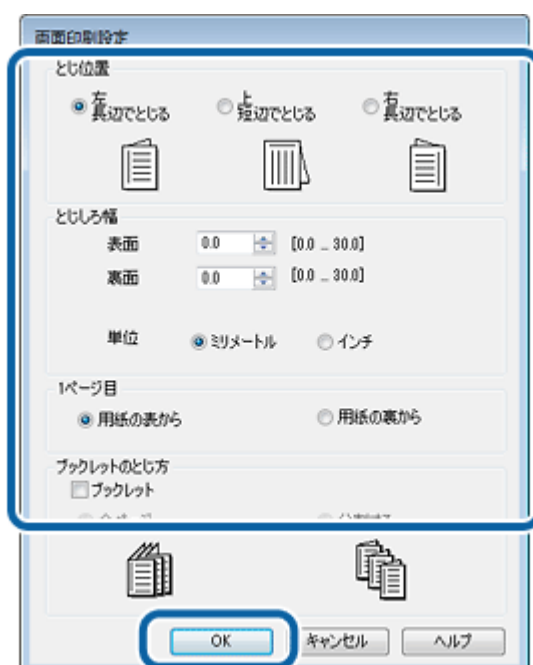 両面印刷設定
とじ位置
左 長辺でとじる
上 短辺でとじる
右 長辺でとじる
とじしろ幅
表面 0.0 [0.0 _ 30.0]
裏面 0.0 [0.0 _ 30.0]
単位 ミリメートル インチ
1ページ目
用紙の表から 用紙の裏から
ブックレットのとじ方
ブックレット
OK キャンセル ヘルプ